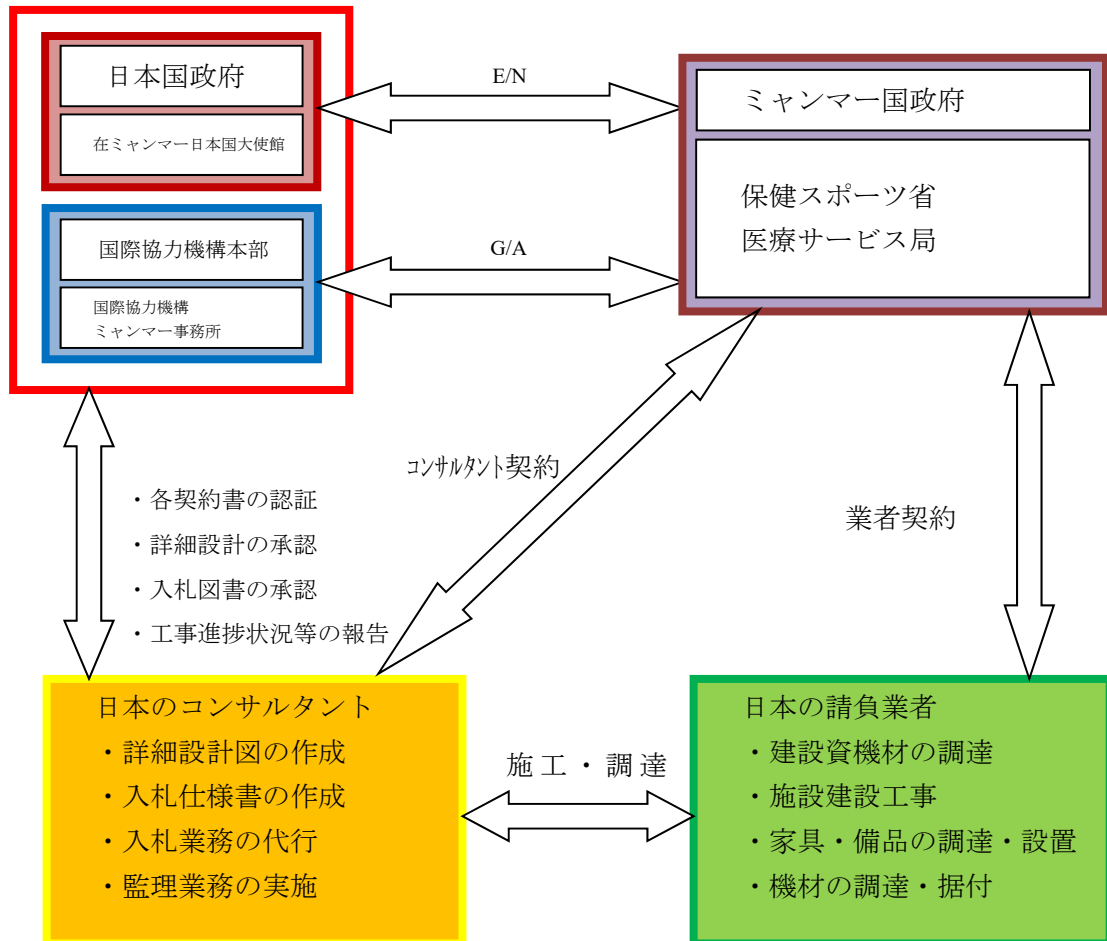 日本国政府
在ミャンマー日本国大使館
国際協力機構本部
国際協力機構
ミャンマー事務所
E/N
G/A
ミャンマー国政府
保健スポーツ省
医療サービス局
・各契約書の認証
・詳細設計の承認
・入札図書の承認
・工事進捗状況等の報告
ｺﾝｻﾙﾀﾝﾄ契約
業者契約
日本のコンサルタント
・詳細設計図の作成
・入札仕様書の作成
・入札業務の代行
・監理業務の実施
施工・調達
日本の請負業者
・建設資機材の調達
・施設建設工事
・家具・備品の調達・設置
・機材の調達・据付